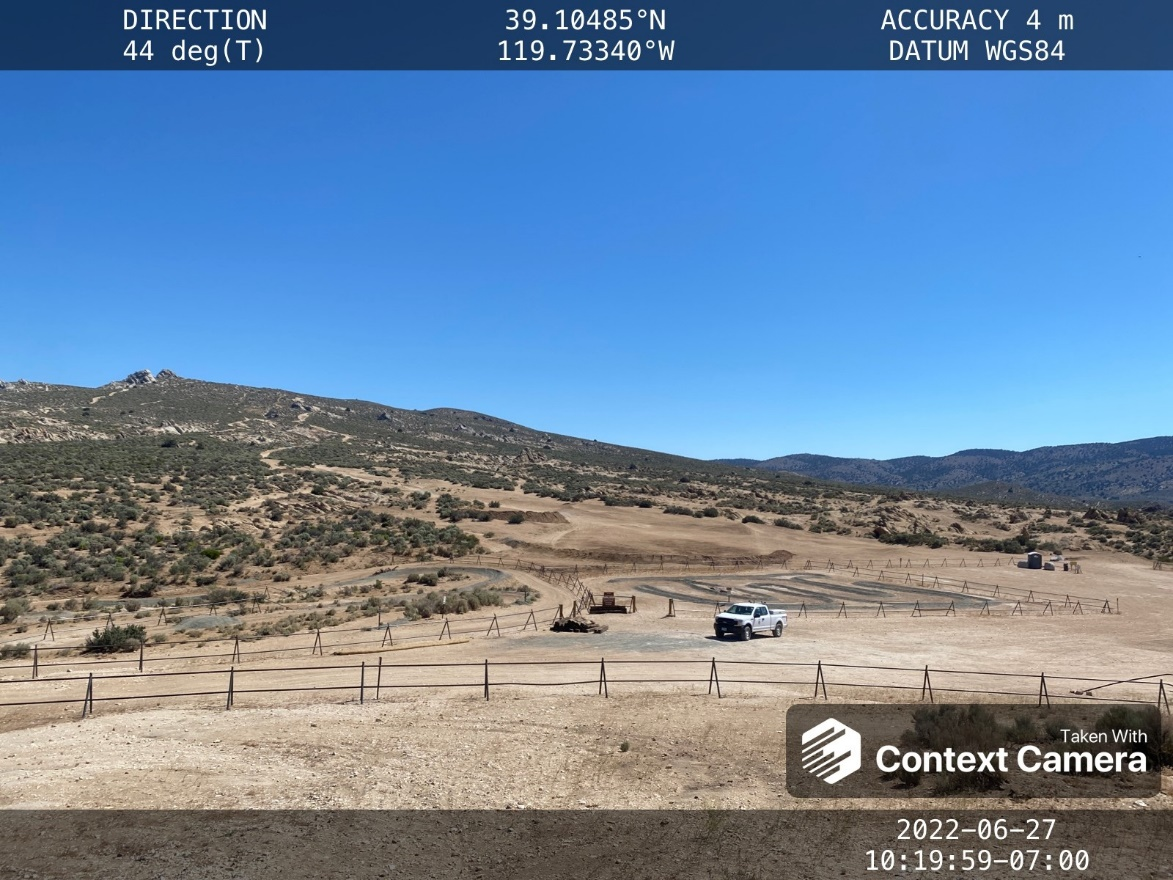 DIRECTION
44 deg(T)
39.10485°N
119.73340°W
ACCURACY 4 m
DATUM WGS84
Taken With
Context Camera
2022-06-27
10:19:59-07:00